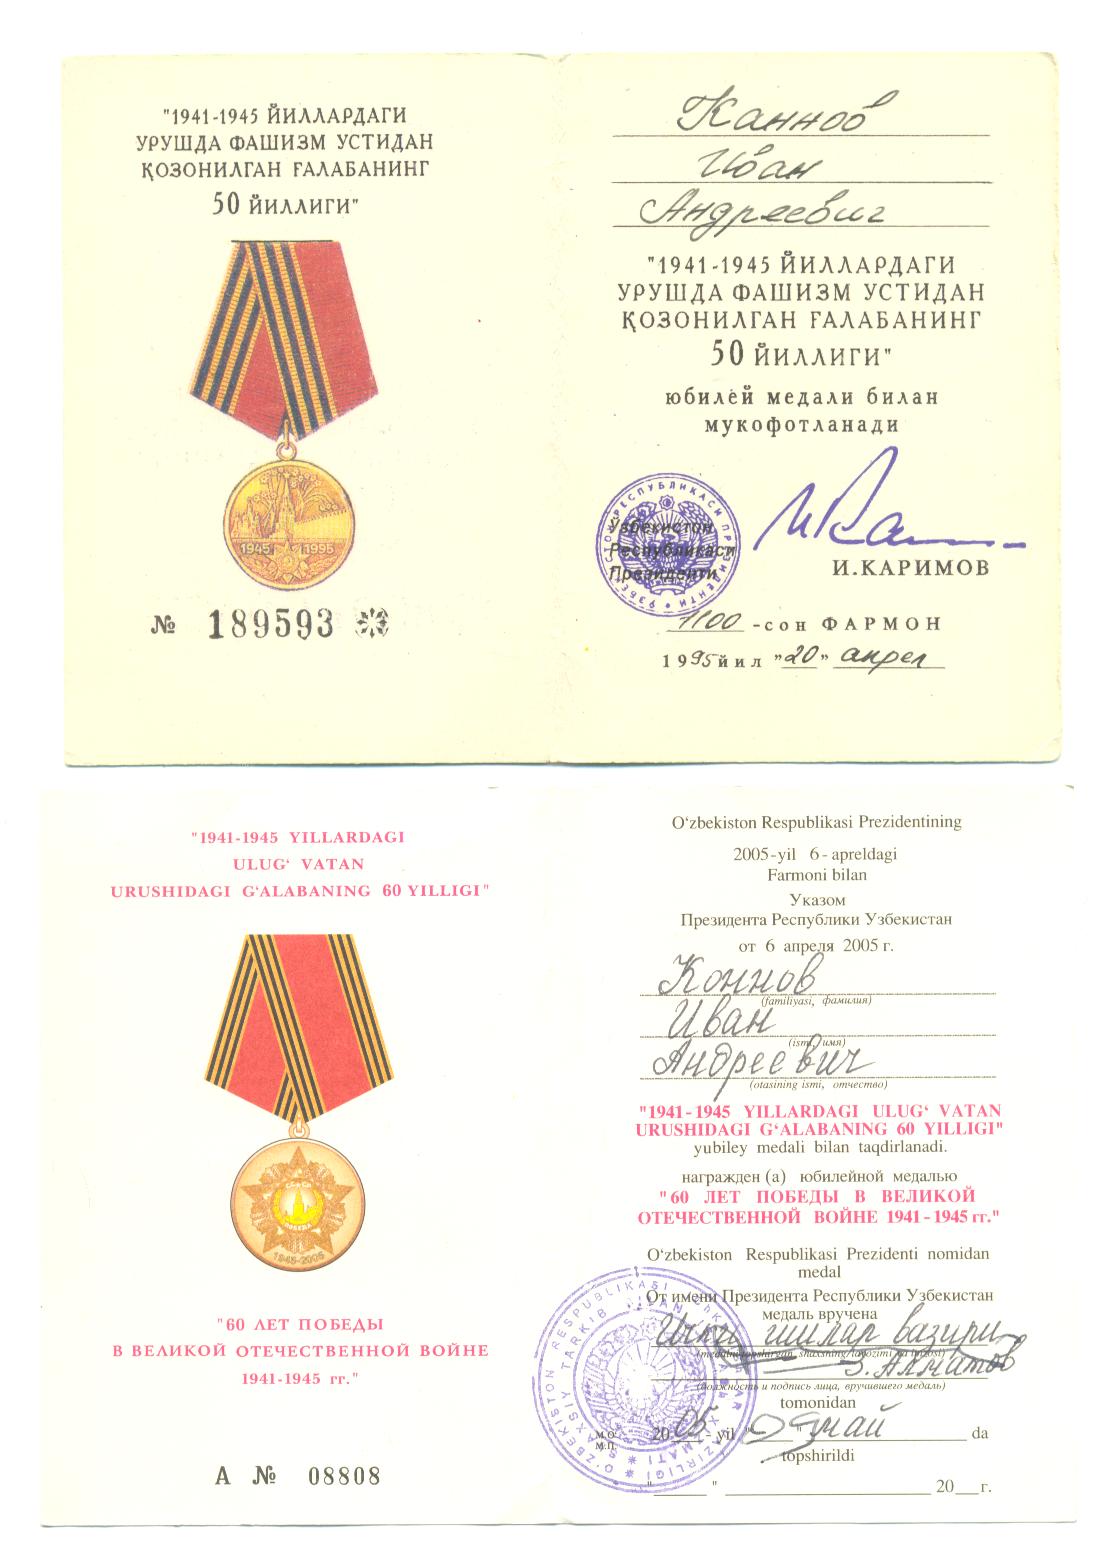 "1941-1945 ЙИЛЛАРДАГИ
УРУШДА ФАШИЗМ УСТИДАН
ҚОЗОНИЛГАН ҒАЛАБАНИНГ
50 ЙИЛЛИГИ"
1945 1995
№ 189593
Каннов
Иван
Андреевич
"1941-1945 ЙИЛЛАРДАГИ
УРУШДА ФАШИЗМ УСТИДАН
ҚОЗОНИЛГАН ҒАЛАБАНИНГ
50 ЙИЛЛИГИ"
юбилей медали билан
мукофотланади
Ўзбекистон
Республикаси
Президенти
И.КАРИМОВ
1100 -сон ФАРМОН
1995 йил "20" апрел
"1941-1945 YILLARDAGI
ULUG‘ VATAN
URUSHIDAGI G‘ALABANING 60 YILLIGI"
1945-2005
"60 ЛЕТ ПОБЕДЫ
В ВЕЛИКОЙ ОТЕЧЕСТВЕННОЙ ВОЙНЕ
1941-1945 гг."
А № 08808
O‘zbekiston Respublikasi Prezidentining
2005-yil 6-apreldagi
Farmoni bilan
Указом
Президента Республики Узбекистан
от 6 апреля 2005 г.
Коннов
(familiyasi, фамилия)
Иван
(ismi, имя)
Андреевич
(otasining ismi, отчество)
"1941-1945 YILLARDAGI ULUG‘ VATAN
URUSHIDAGI G‘ALABANING 60 YILLIGI"
yubiley medali bilan taqdirlanadi.
награжден (а) юбилейной медалью
"60 ЛЕТ ПОБЕДЫ В ВЕЛИКОЙ
ОТЕЧЕСТВЕННОЙ ВОЙНЕ 1941-1945 гг."
O‘zbekiston Respublikasi Prezidenti nomidan
medal
От имени Президента Республики Узбекистан
медаль вручена
Ички ишлар вазири
З. Алматов
(должность и подпись лица, вручившего медаль)
tomonidan
2005-yil "09" май da
М.О‘.
М.П.
topshirildi
"___" ___ 20__г.